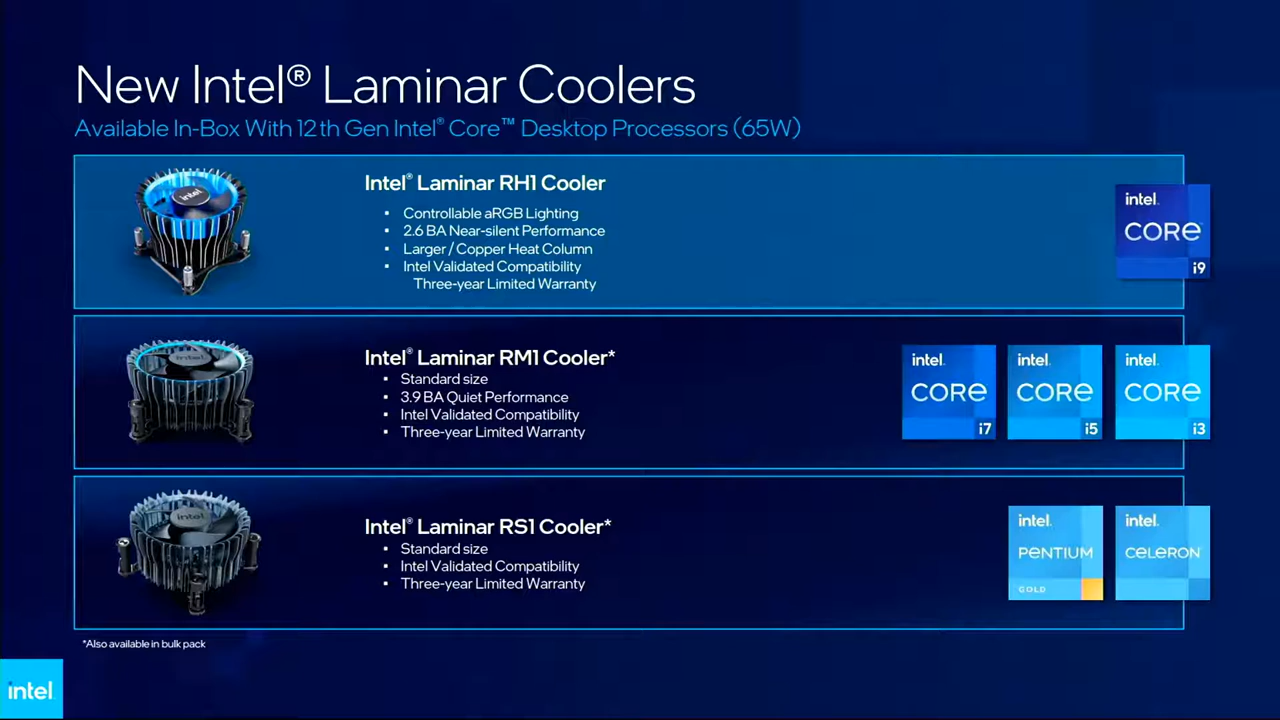 New Intel® Laminar Coolers
Available In-Box With 12th Gen Intel® Core™ Desktop Processors (65W)
intel
Intel® Laminar RH1 Cooler
▪ Controllable aRGB Lighting
▪ 2.6 BA Near-silent Performance
▪ Larger / Copper Heat Column
▪ Intel Validated Compatibility
Three-year Limited Warranty
intel.
CORE
i9
intel
Intel® Laminar RM1 Cooler*
▪ Standard size
▪ 3.9 BA Quiet Performance
▪ Intel Validated Compatibility
▪ Three-year Limited Warranty
intel.
CORE
i7
intel.
CORE
i5
intel.
CORE
i3
intel
Intel® Laminar RS1 Cooler*
▪ Standard size
▪ Intel Validated Compatibility
▪ Three-year Limited Warranty
intel.
PENTIUM
GOLD
intel.
CELERON
*Also available in bulk pack
intel